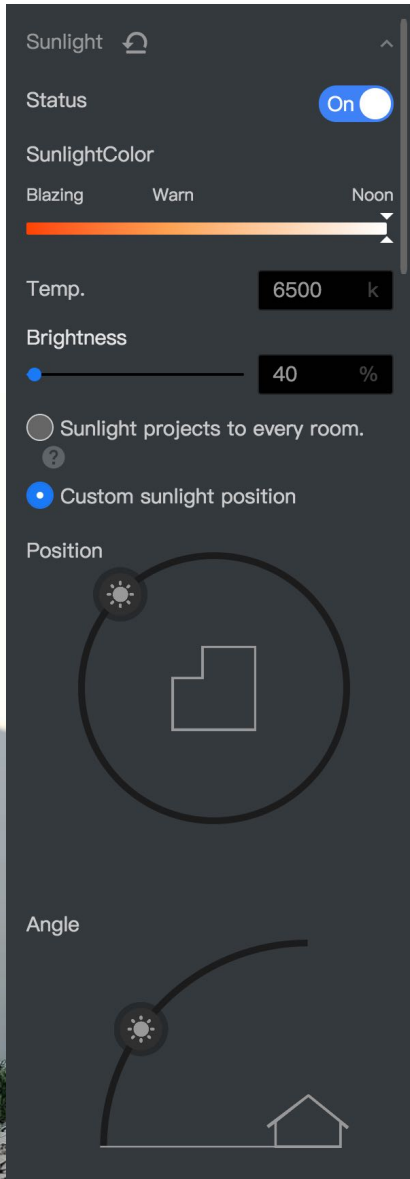 Sunlight
Status
On
SunlightColor
Blazing Warn Noon
Temp. 6500 k
Brightness
40 %
Sunlight projects to every room.
?
Custom sunlight position
Position
Angle